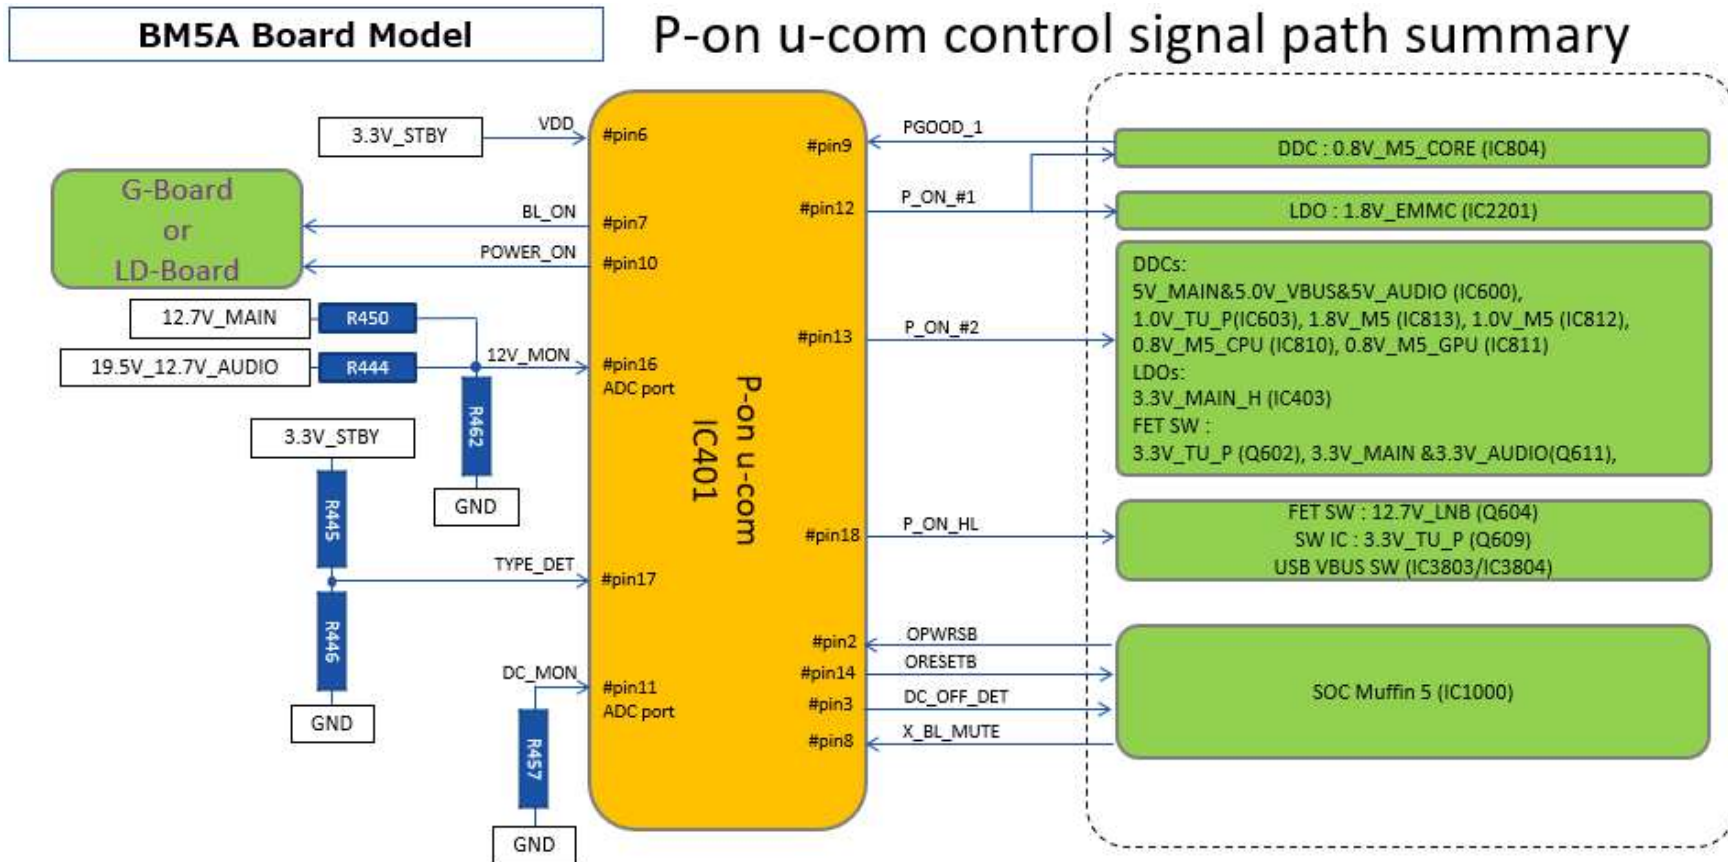 BM5A Board Model
P-on u-com control signal path summary
3.3V_STBY
VDD
#pin6
G-Board
or
LD-Board
BL_ON
#pin7
POWER_ON
#pin10
12.7V_MAIN
R450
19.5V_12.7V_AUDIO
R444
12V_MON
#pin16
ADC port
R462
GND
3.3V_STBY
R445
TYPE_DET
#pin17
R446
GND
DC_MON
#pin11
ADC port
R457
GND
P-on u-com
IC401
#pin9
PGOOD_1
DDC : 0.8V_M5_CORE (IC804)
#pin12
P_ON_#1
LDO : 1.8V_EMMC (IC2201)
#pin13
P_ON_#2
DDCs:
5V_MAIN&5.0V_VBUS&5V_AUDIO (IC600),
1.0V_TU_P(IC603), 1.8V_M5 (IC813), 1.0V_M5 (IC812),
0.8V_M5_CPU (IC810), 0.8V_M5_GPU (IC811)
LDOs:
3.3V_MAIN_H (IC403)
FET SW :
3.3V_TU_P (Q602), 3.3V_MAIN &3.3V_AUDIO(Q611),
#pin18
P_ON_HL
FET SW : 12.7V_LNB (Q604)
SW IC : 3.3V_TU_P (Q609)
USB VBUS SW (IC3803/IC3804)
#pin2
OPWRSB
#pin14
ORESETB
#pin3
DC_OFF_DET
#pin8
X_BL_MUTE
SOC Muffin 5 (IC1000)